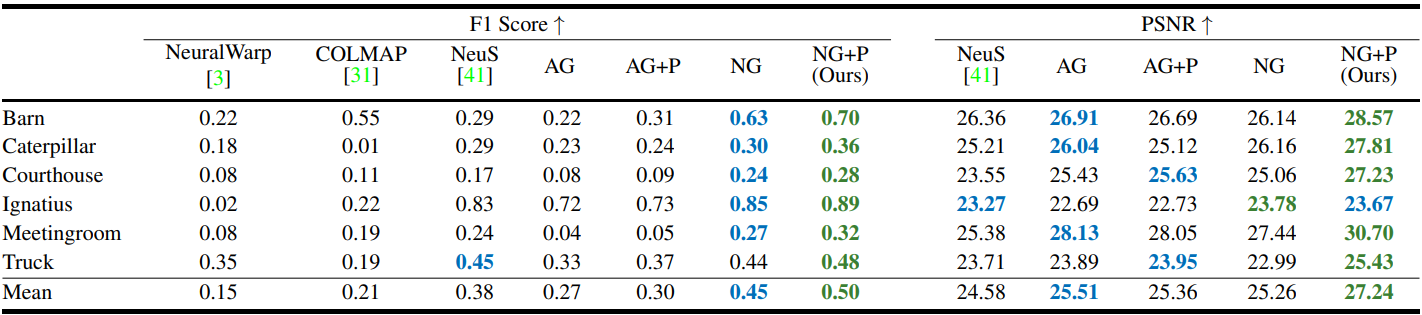 F1 Score ↑ PSNR ↑
NeuralWarp [3] COLMAP [31] NeuS [41] AG AG+P NG NG+P (Ours) NeuS [41] AG AG+P NG NG+P (Ours)
Barn 0.22 0.55 0.29 0.22 0.31 0.63 0.70 26.36 26.91 26.69 26.14 28.57
Caterpillar 0.18 0.01 0.29 0.23 0.24 0.30 0.36 25.21 26.04 25.12 26.16 27.81
Courthouse 0.08 0.11 0.17 0.08 0.09 0.24 0.28 23.55 25.43 25.63 25.06 27.23
Ignatius 0.02 0.22 0.83 0.72 0.73 0.85 0.89 23.27 22.69 22.73 23.78 23.67
Meetingroom 0.08 0.19 0.24 0.04 0.05 0.27 0.32 25.38 28.13 28.05 27.44 30.70
Truck 0.35 0.19 0.45 0.33 0.37 0.44 0.48 23.71 23.89 23.95 22.99 25.43
Mean 0.15 0.21 0.38 0.27 0.30 0.45 0.50 24.58 25.51 25.36 25.26 27.24